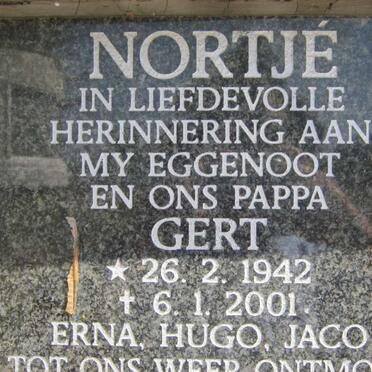 NORTJÉ
IN LIEFDEVOLLE
HERINNERING AAN
MY EGGENOOT
EN ONS PAPPA
GERT
★ 26. 2. 1942
✝ 6. 1. 2001.
ERNA, HUGO, JACO
TOT ONS WEER ONTMO